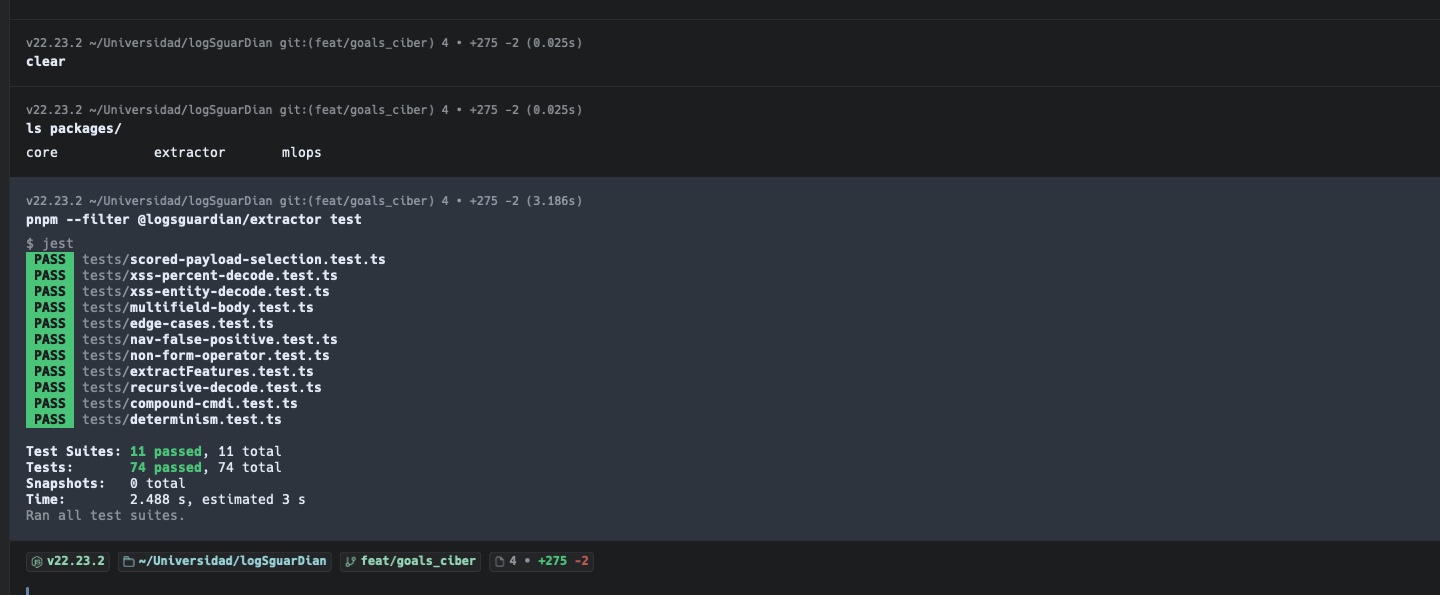 v22.23.2 ~/Universidad/logSguarDian git:(feat/goals_ciber) 4 • +275 -2 (0.025s)
clear
v22.23.2 ~/Universidad/logSguarDian git:(feat/goals_ciber) 4 • +275 -2 (0.025s)
ls packages/
core extractor mlops
v22.23.2 ~/Universidad/logSguarDian git:(feat/goals_ciber) 4 • +275 -2 (3.186s)
pnpm --filter @logsguardian/extractor test
$ jest
PASS tests/scored-payload-selection.test.ts
PASS tests/xss-percent-decode.test.ts
PASS tests/xss-entity-decode.test.ts
PASS tests/multifield-body.test.ts
PASS tests/edge-cases.test.ts
PASS tests/nav-false-positive.test.ts
PASS tests/non-form-operator.test.ts
PASS tests/extractFeatures.test.ts
PASS tests/recursive-decode.test.ts
PASS tests/compound-cmdi.test.ts
PASS tests/determinism.test.ts
Test Suites: 11 passed, 11 total
Tests: 74 passed, 74 total
Snapshots: 0 total
Time: 2.488 s, estimated 3 s
Ran all test suites.
v22.23.2 ~/Universidad/logSguarDian feat/goals_ciber 4 • +275 -2